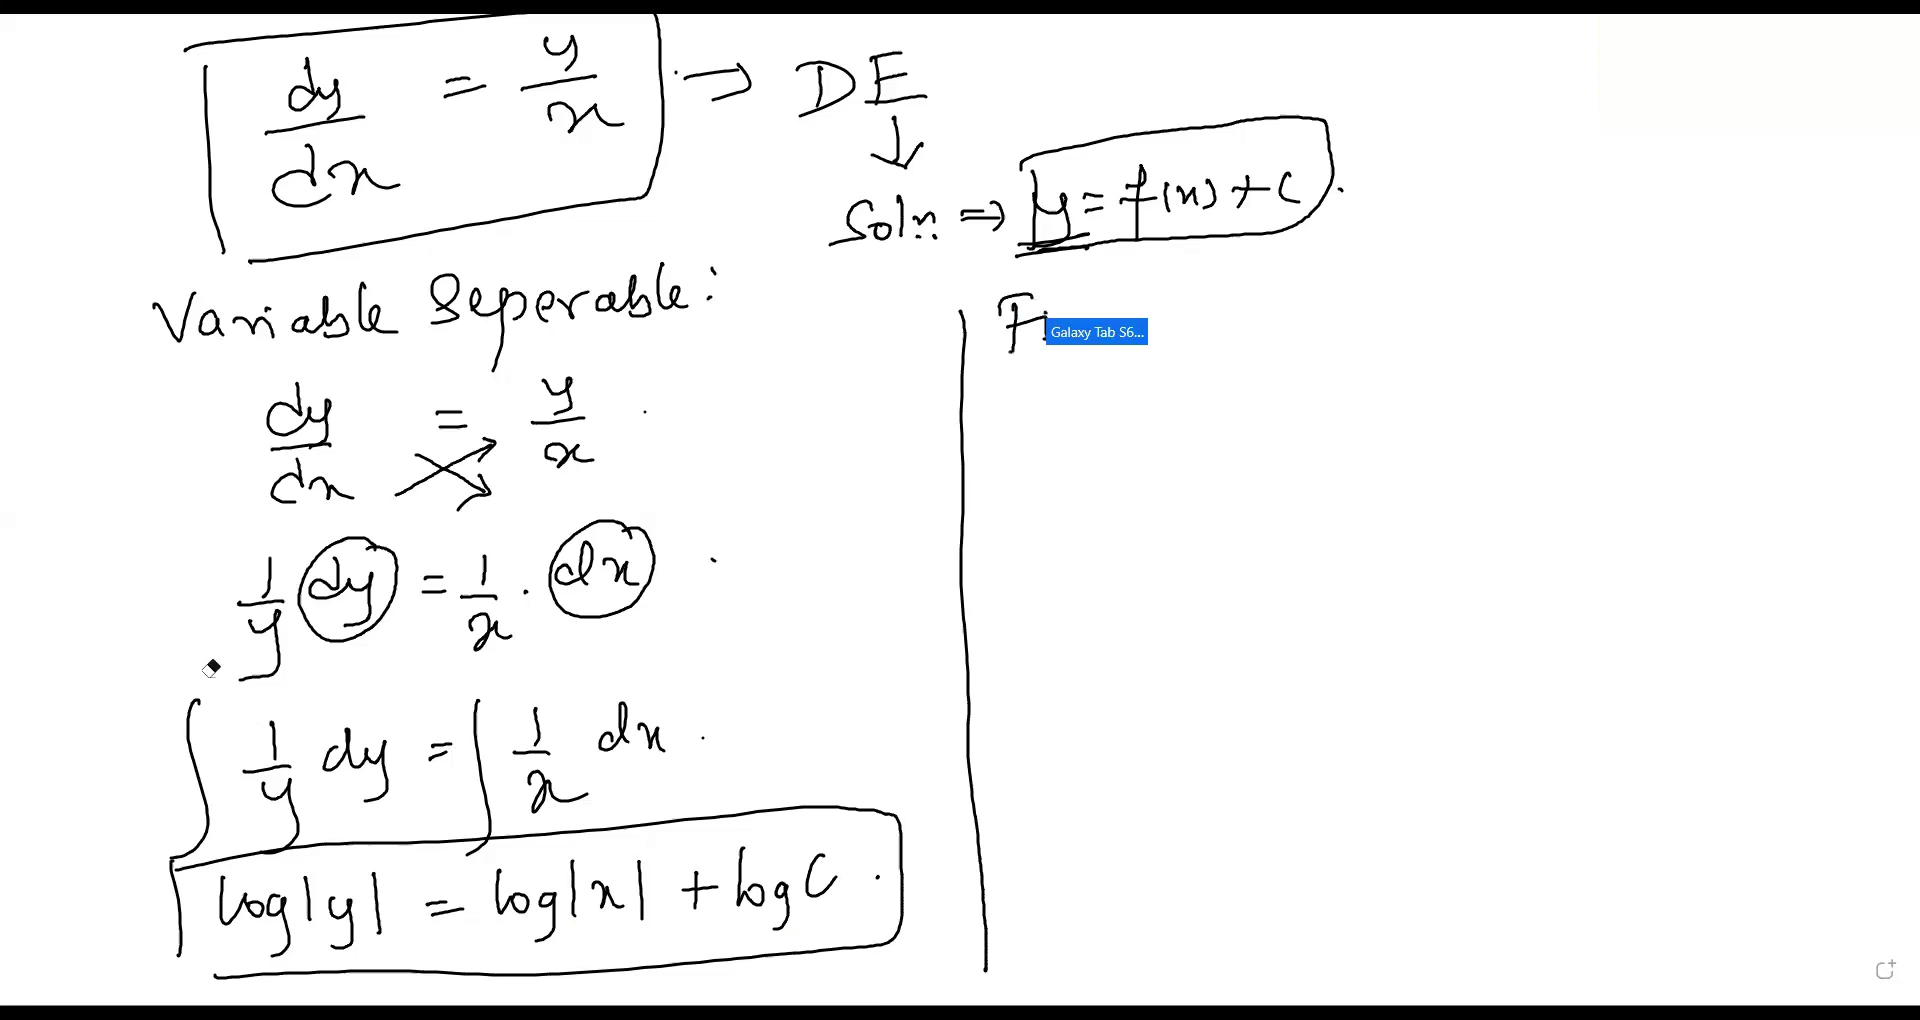 dy/dx = y/x → DE
↓
Soln ⇒ y = f(x) + C
Variable Seperable:
dy/dx = y/x
1/y dy = 1/x . dx
∫ 1/y dy = ∫ 1/x dx
log|y| = log|x| + log C
F
Galaxy Tab S6...